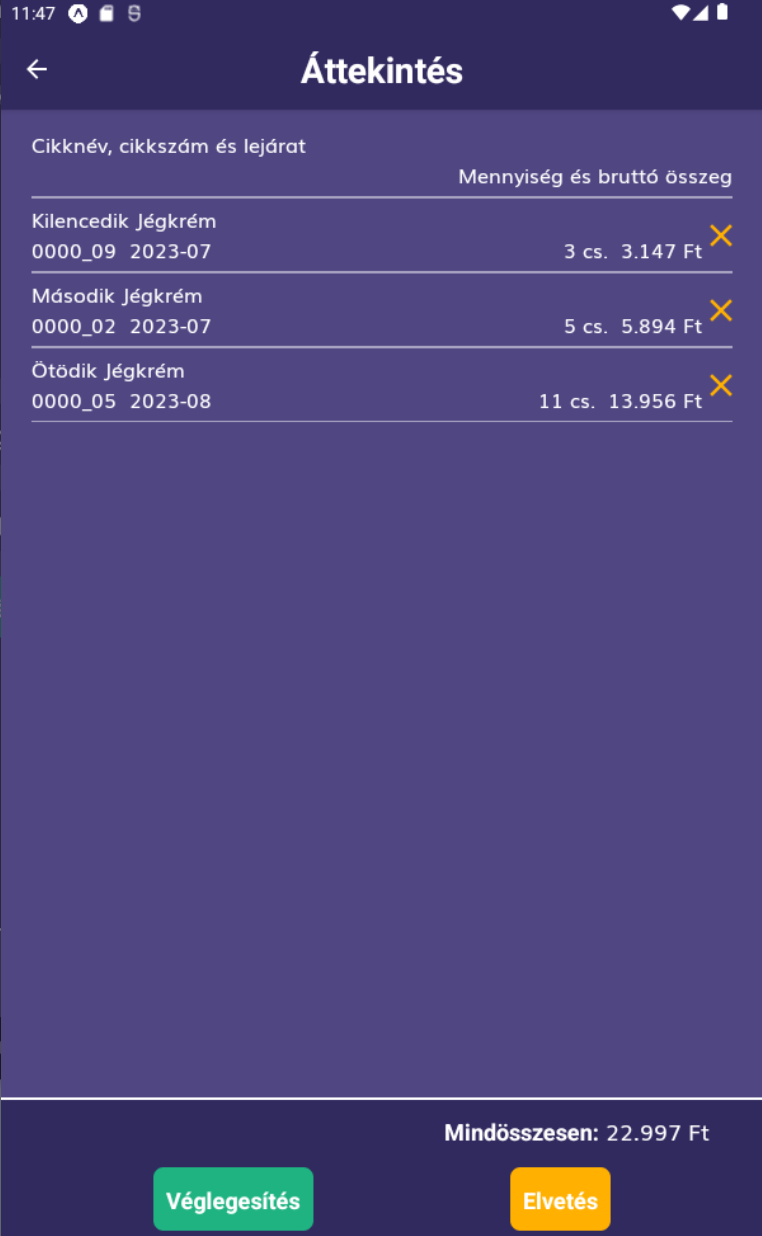 11:47
Áttekintés
Cikknév, cikkszám és lejárat
Mennyiség és bruttó összeg
Kilencedik Jégkrém
0000_09 2023-07 3 cs. 3.147 Ft
Második Jégkrém
0000_02 2023-07 5 cs. 5.894 Ft
Ötödik Jégkrém
0000_05 2023-08 11 cs. 13.956 Ft
Mindösszesen: 22.997 Ft
Véglegesítés Elvetés